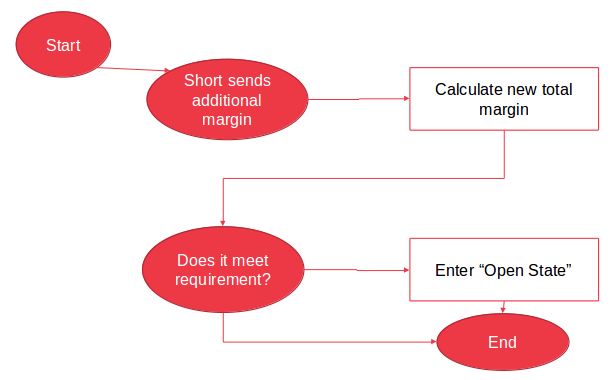 Start
Short sends
additional
margin
Calculate new total
margin
Does it meet
requirement?
Enter “Open State”
End